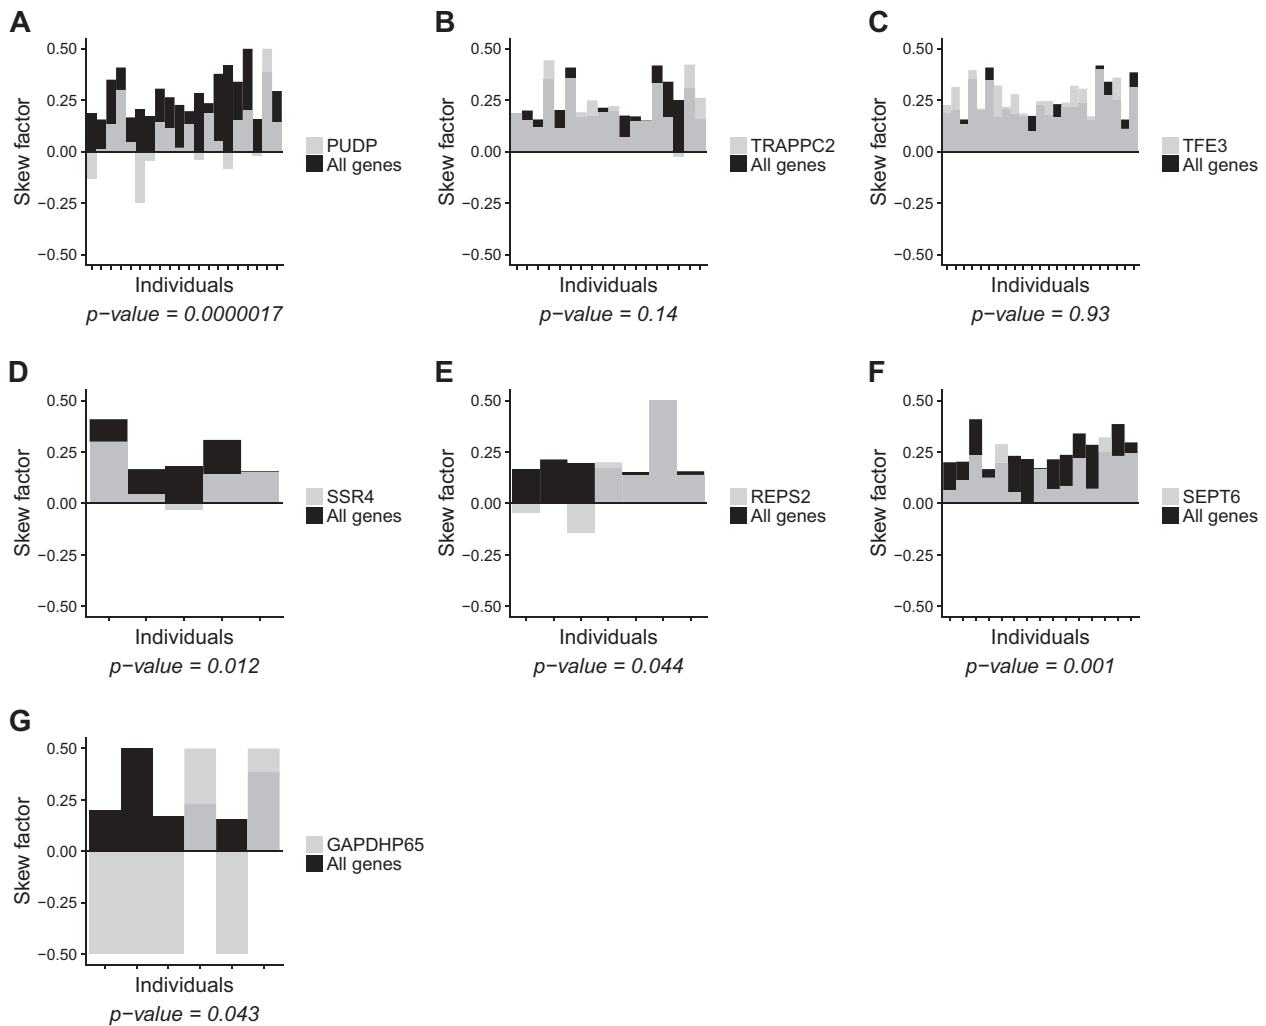 A
0.50
0.25
0.00
−0.25
−0.50
Skew factor
PUDP
All genes
Individuals
p−value = 0.0000017
B
0.50
0.25
0.00
−0.25
−0.50
Skew factor
TRAPPC2
All genes
Individuals
p−value = 0.14
C
0.50
0.25
0.00
−0.25
−0.50
Skew factor
TFE3
All genes
Individuals
p−value = 0.93
D
0.50
0.25
0.00
−0.25
−0.50
Skew factor
SSR4
All genes
Individuals
p−value = 0.012
E
0.50
0.25
0.00
−0.25
−0.50
Skew factor
REPS2
All genes
Individuals
p−value = 0.044
F
0.50
0.25
0.00
−0.25
−0.50
Skew factor
SEPT6
All genes
Individuals
p−value = 0.001
G
0.50
0.25
0.00
−0.25
−0.50
Skew factor
GAPDHP65
All genes
Individuals
p−value = 0.043